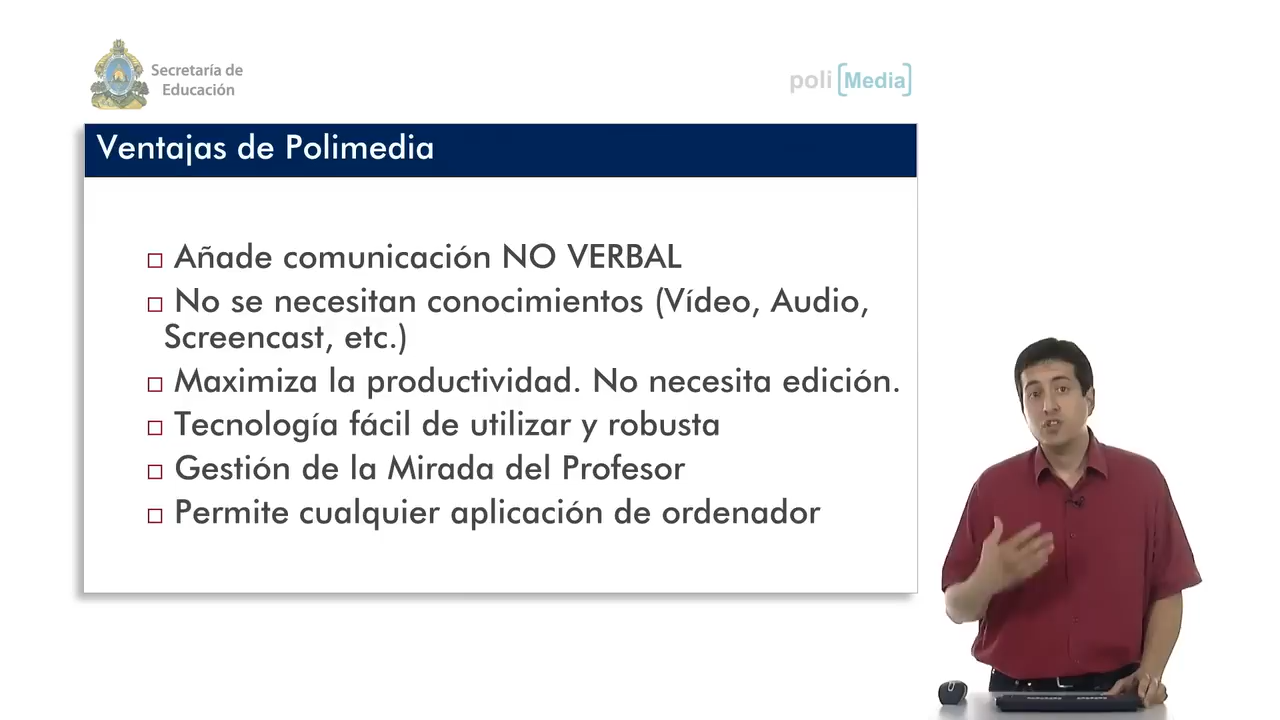 Secretaría de
Educación
poli [Media]
Ventajas de Polimedia
Añade comunicación NO VERBAL
No se necesitan conocimientos (Vídeo, Audio,
Screencast, etc.)
Maximiza la productividad. No necesita edición.
Tecnología fácil de utilizar y robusta
Gestión de la Mirada del Profesor
Permite cualquier aplicación de ordenador